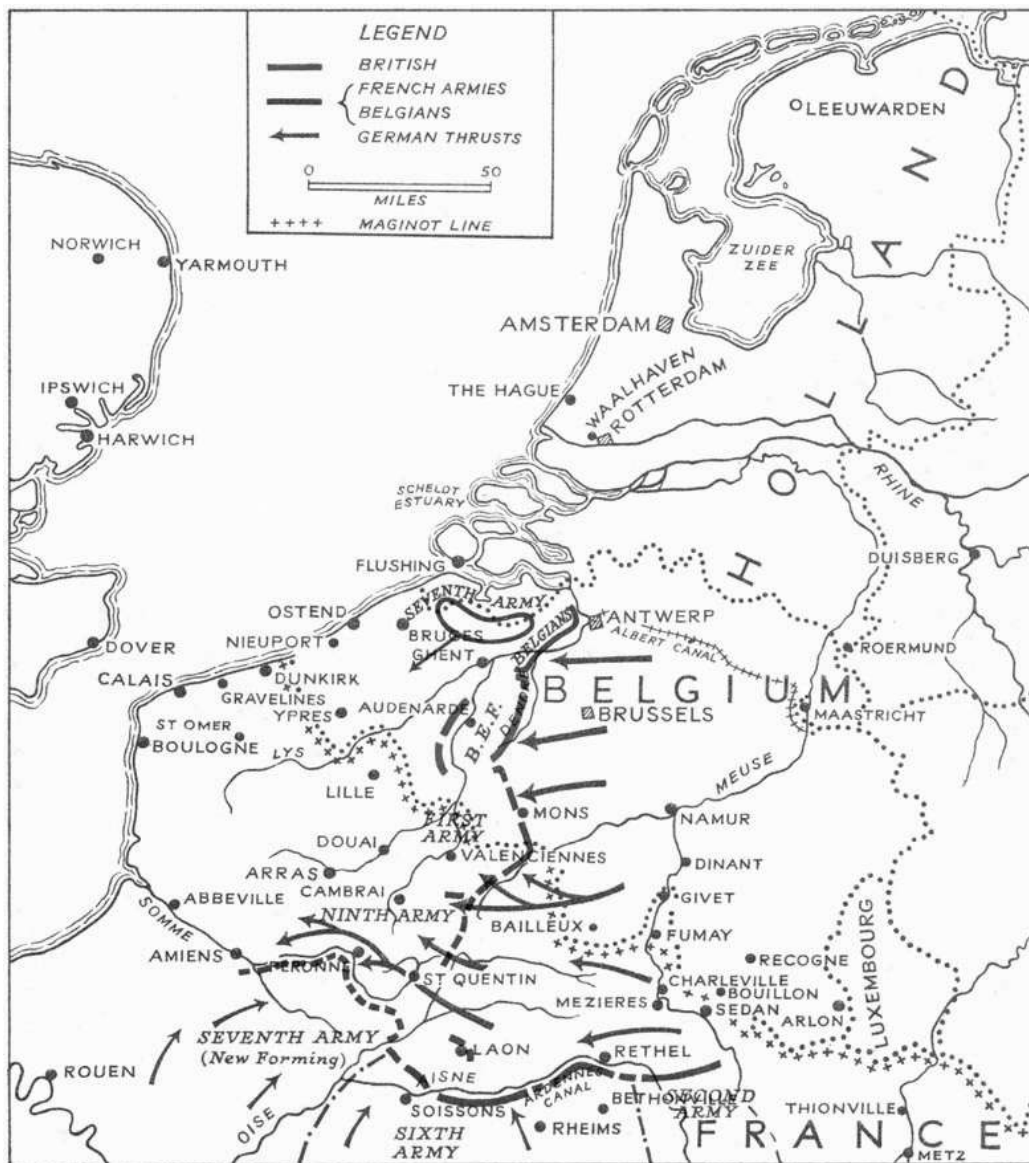 LEGEND
BRITISH
FRENCH ARMIES
BELGIANS
GERMAN THRUSTS
0 50
MILES
++++ MAGINOT LINE
LEEUWARDEN
HOLLAND
NORWICH
YARMOUTH
ZUIDER
ZEE
AMSTERDAM
IPSWICH
HARWICH
THE HAGUE
WAALHAVEN
ROTTERDAM
SCHELDT
ESTUARY
RHINE
FLUSHING
DUISBERG
SEVENTH ARMY
OSTEND
BRUGES
ANTWERP
DOVER
NIEUPORT
GHENT
BELGIANS
ALBERT CANAL
ROERMUND
CALAIS
DUNKIRK
GRAVELINES
BELGIUM
YPRES
AUDENARDE
B.E.F.
BRUSSELS
MAASTRICHT
ST OMER
BOULOGNE
LYS
LILLE
MEUSE
MONS
NAMUR
FIRST
ARMY
DOUAI
VALENCIENNES
DINANT
ARRAS
CAMBRAI
GIVET
ABBEVILLE
SOMME
NINTH ARMY
BAILLEUX
FUMAY
LUXEMBOURG
AMIENS
PERONNE
ST QUENTIN
RECOGNE
CHARLEVILLE
BOUILLON
MEZIERES
SEDAN
ARLON
SEVENTH ARMY
(New Forming)
LAON
RETHEL
ROUEN
AISNE
ARDENNES
CANAL
SECOND
ARMY
OISE
SOISSONS
BETHONVILLE
THIONVILLE
SIXTH
ARMY
RHEIMS
FRANCE
METZ